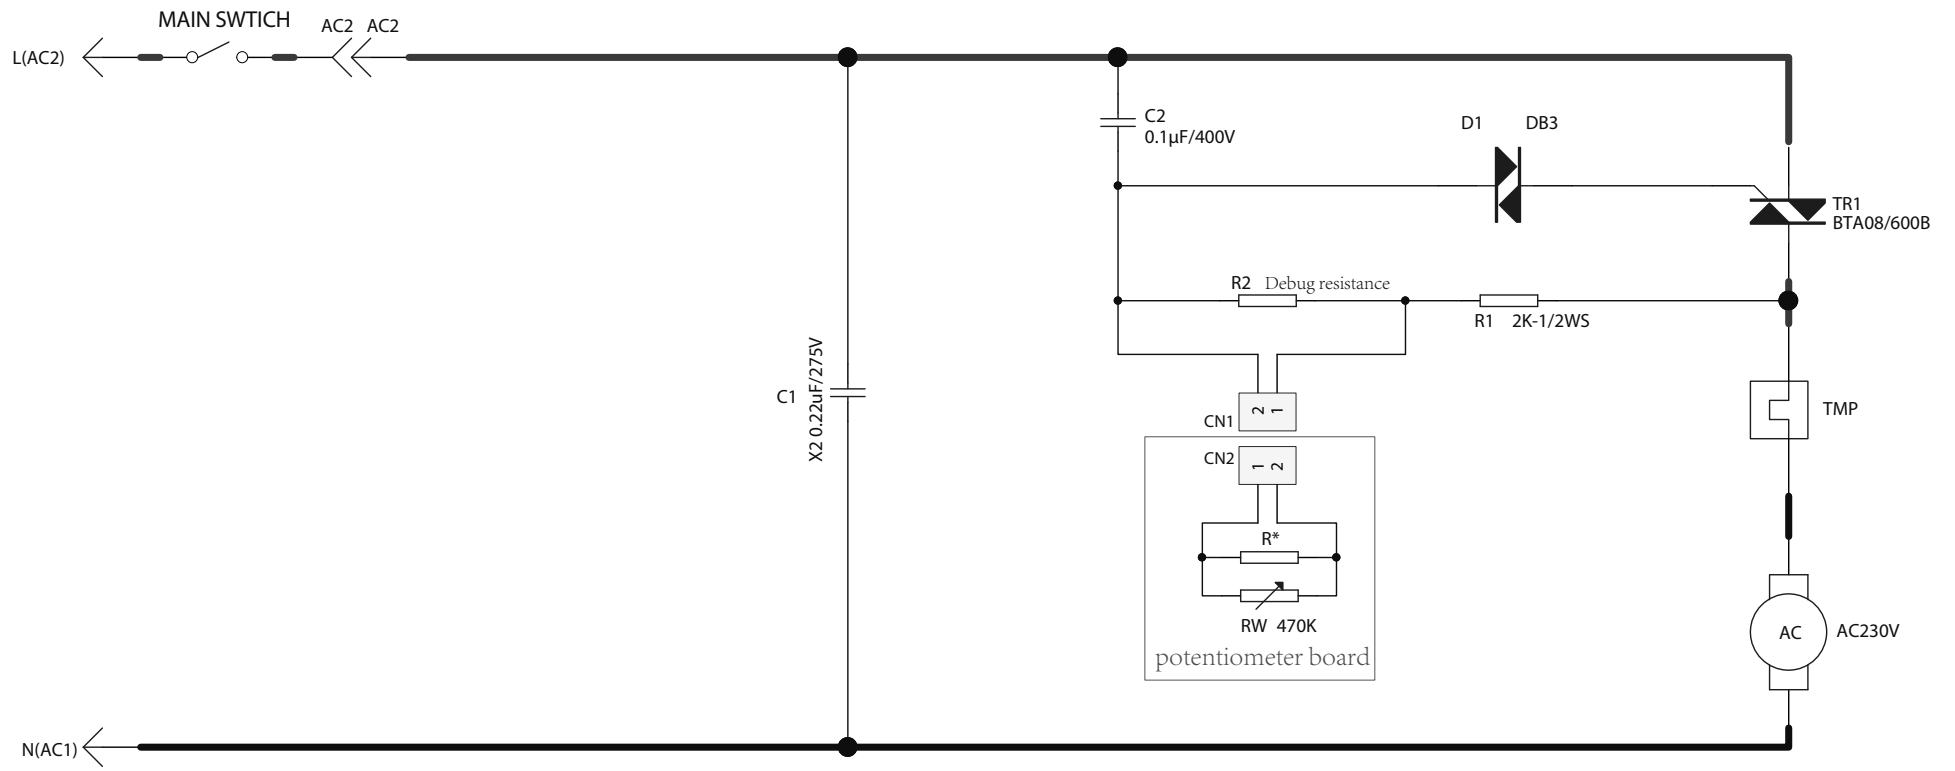 MAIN SWTICH
AC2 AC2
L(AC2)
C2
0.1μF/400V
D1 DB3
TR1
BTA08/600B
R2 Debug resistance
R1 2K-1/2WS
C1 X2 0.22uF/275V
2 1
CN1
TMP
CN2
1 2
R*
RW 470K
potentiometer board
AC AC230V
N(AC1)